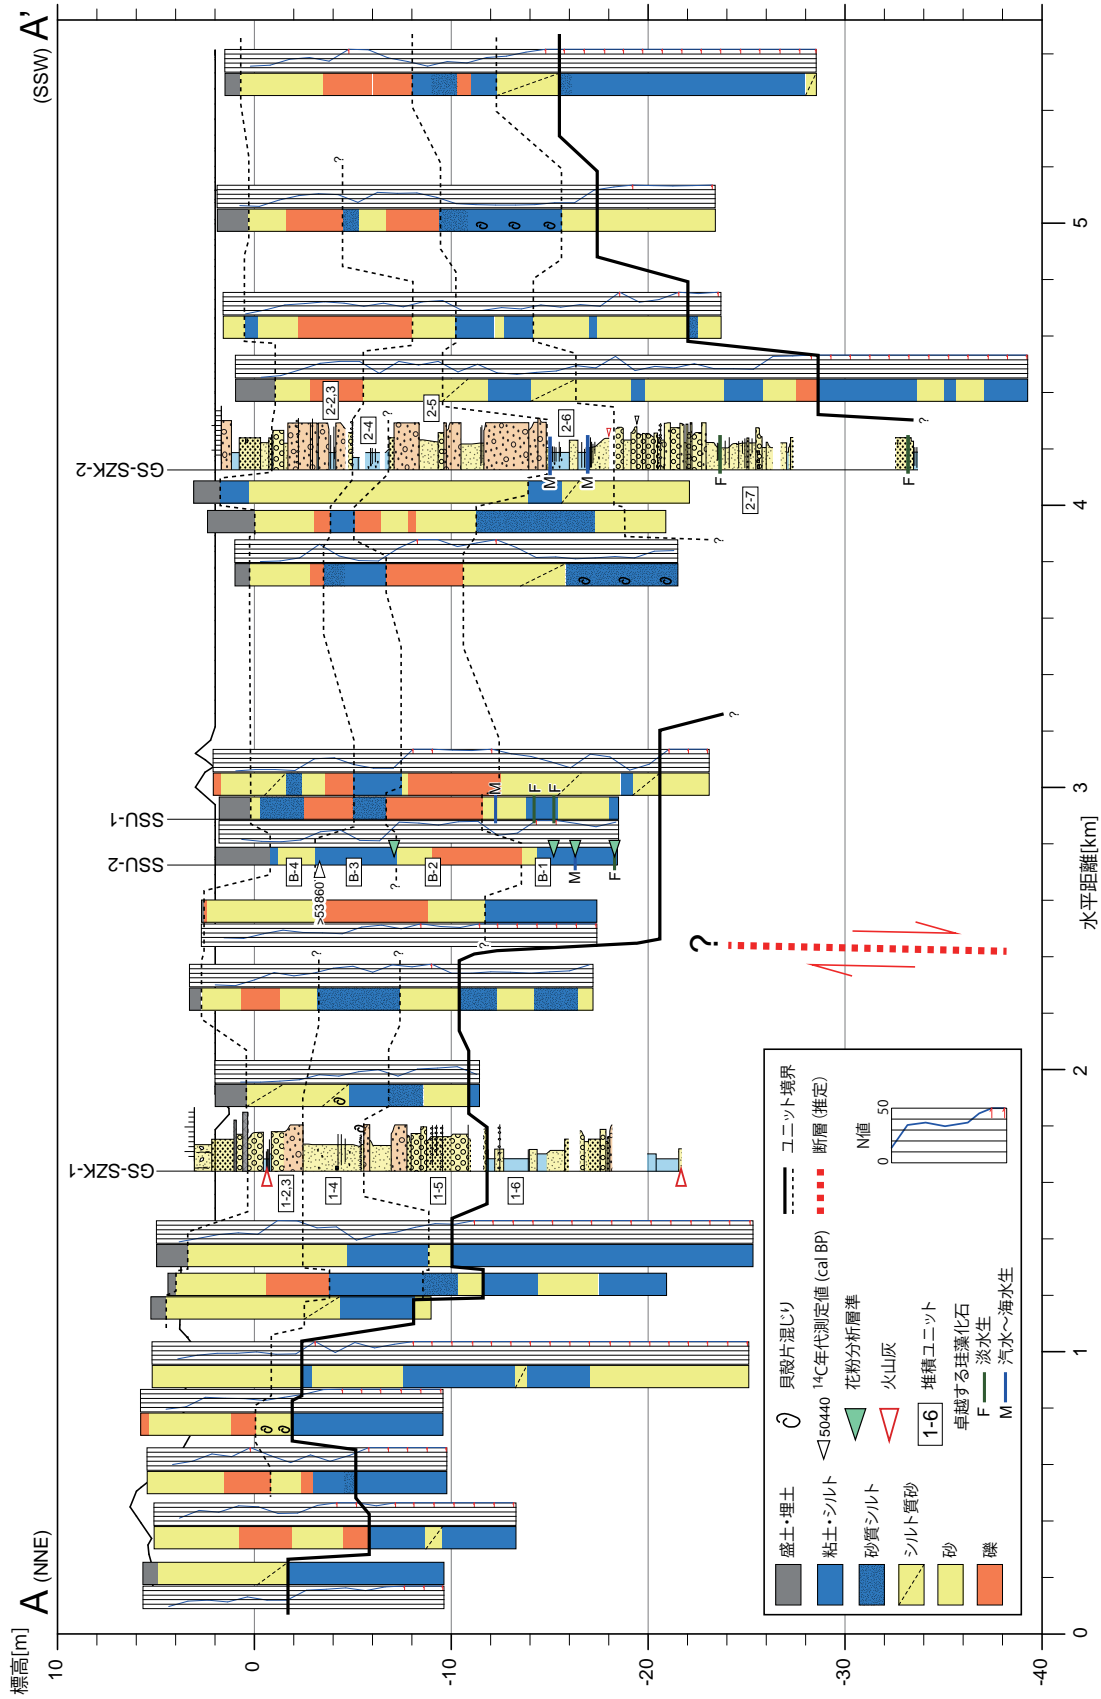 A (NNE)
(SSW) A'
標高[m]
10
0
-10
-20
-30
-40
水平距離[km]
0
1
2
3
4
5
GS-SZK-1
SSU-2
SSU-1
GS-SZK-2
1-2,3
1-4
1-5
1-6
?
?
?
?
B-4
>53860
B-3
?
B-2
B-1
M
F
M
F
F
?
?
2-2,3
2-4
?
2-5
2-6
M
M
F
2-7
F
?
?
盛土・埋土
粘土・シルト
砂質シルト
シルト質砂
砂
礫
貝殻片混じり
50440 ¹⁴C年代測定値 (cal BP)
花粉分析層準
火山灰
1-6 堆積ユニット
卓越する珪藻化石
F 淡水生
M 汽水～海水生
ユニット境界
断層 (推定)
N値
0 50